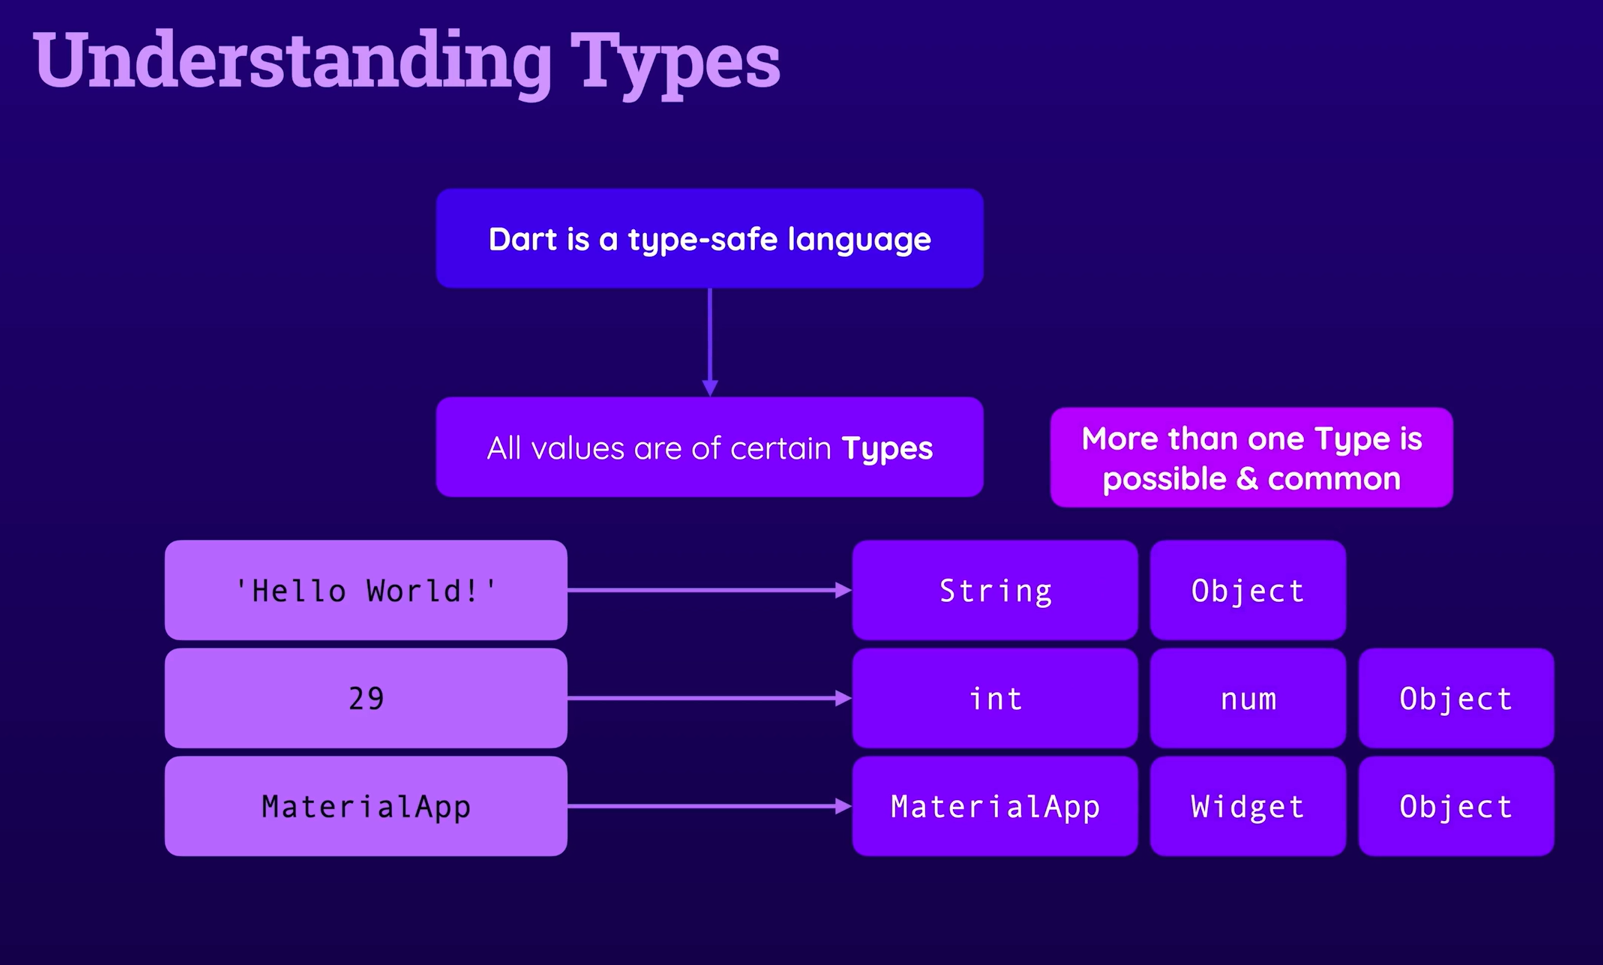 Understanding Types
Dart is a type-safe language
All values are of certain Types
More than one Type is
possible & common
'Hello World!'
String
Object
29
int
num
Object
MaterialApp
MaterialApp
Widget
Object